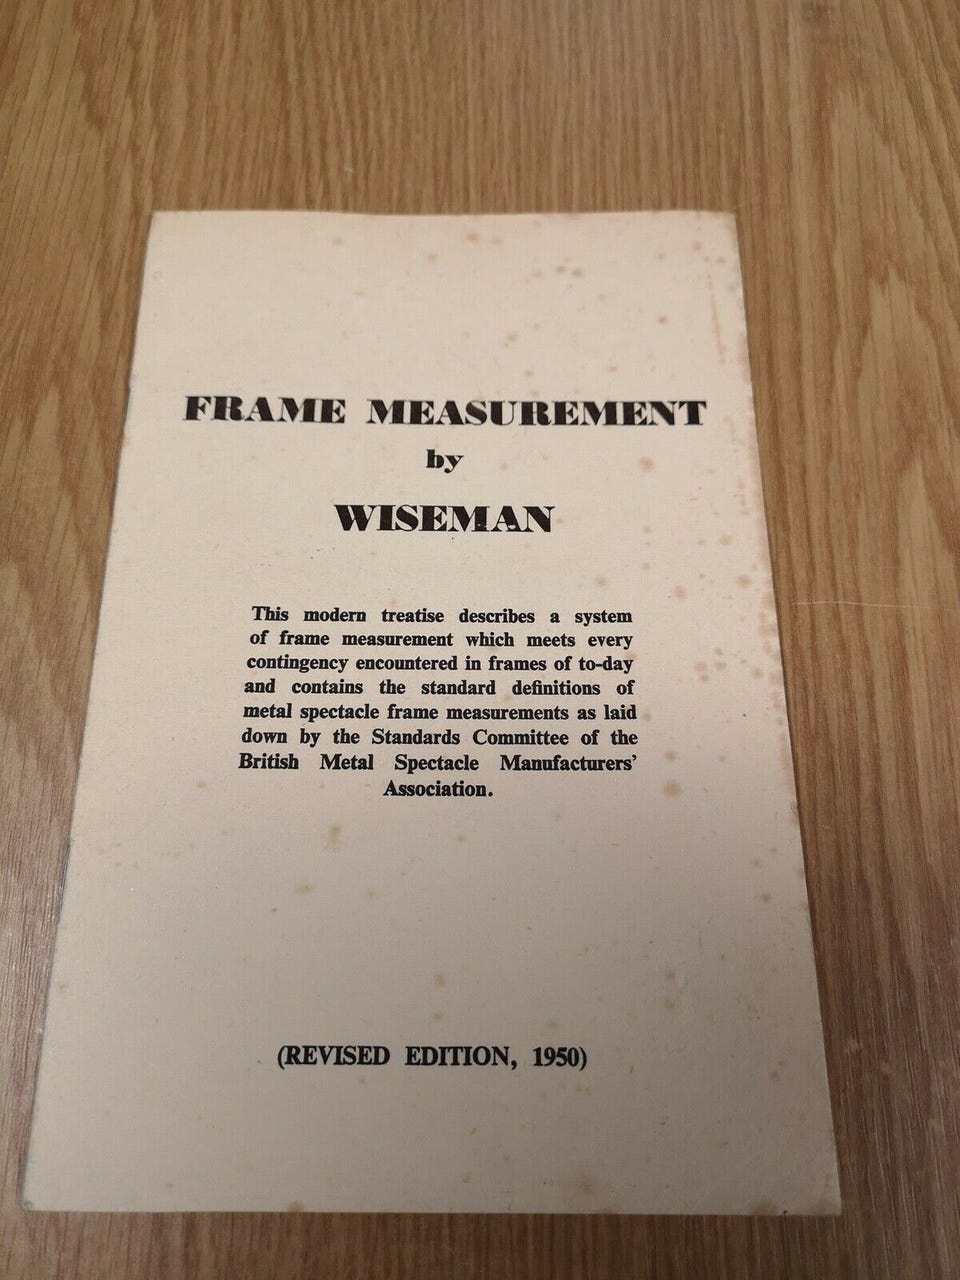 FRAME MEASUREMENT
by
WISEMAN
This modern treatise describes a system
of frame measurement which meets every
contingency encountered in frames of to-day
and contains the standard definitions of
metal spectacle frame measurements as laid
down by the Standards Committee of the
British Metal Spectacle Manufacturers'
Association.
(REVISED EDITION, 1950)